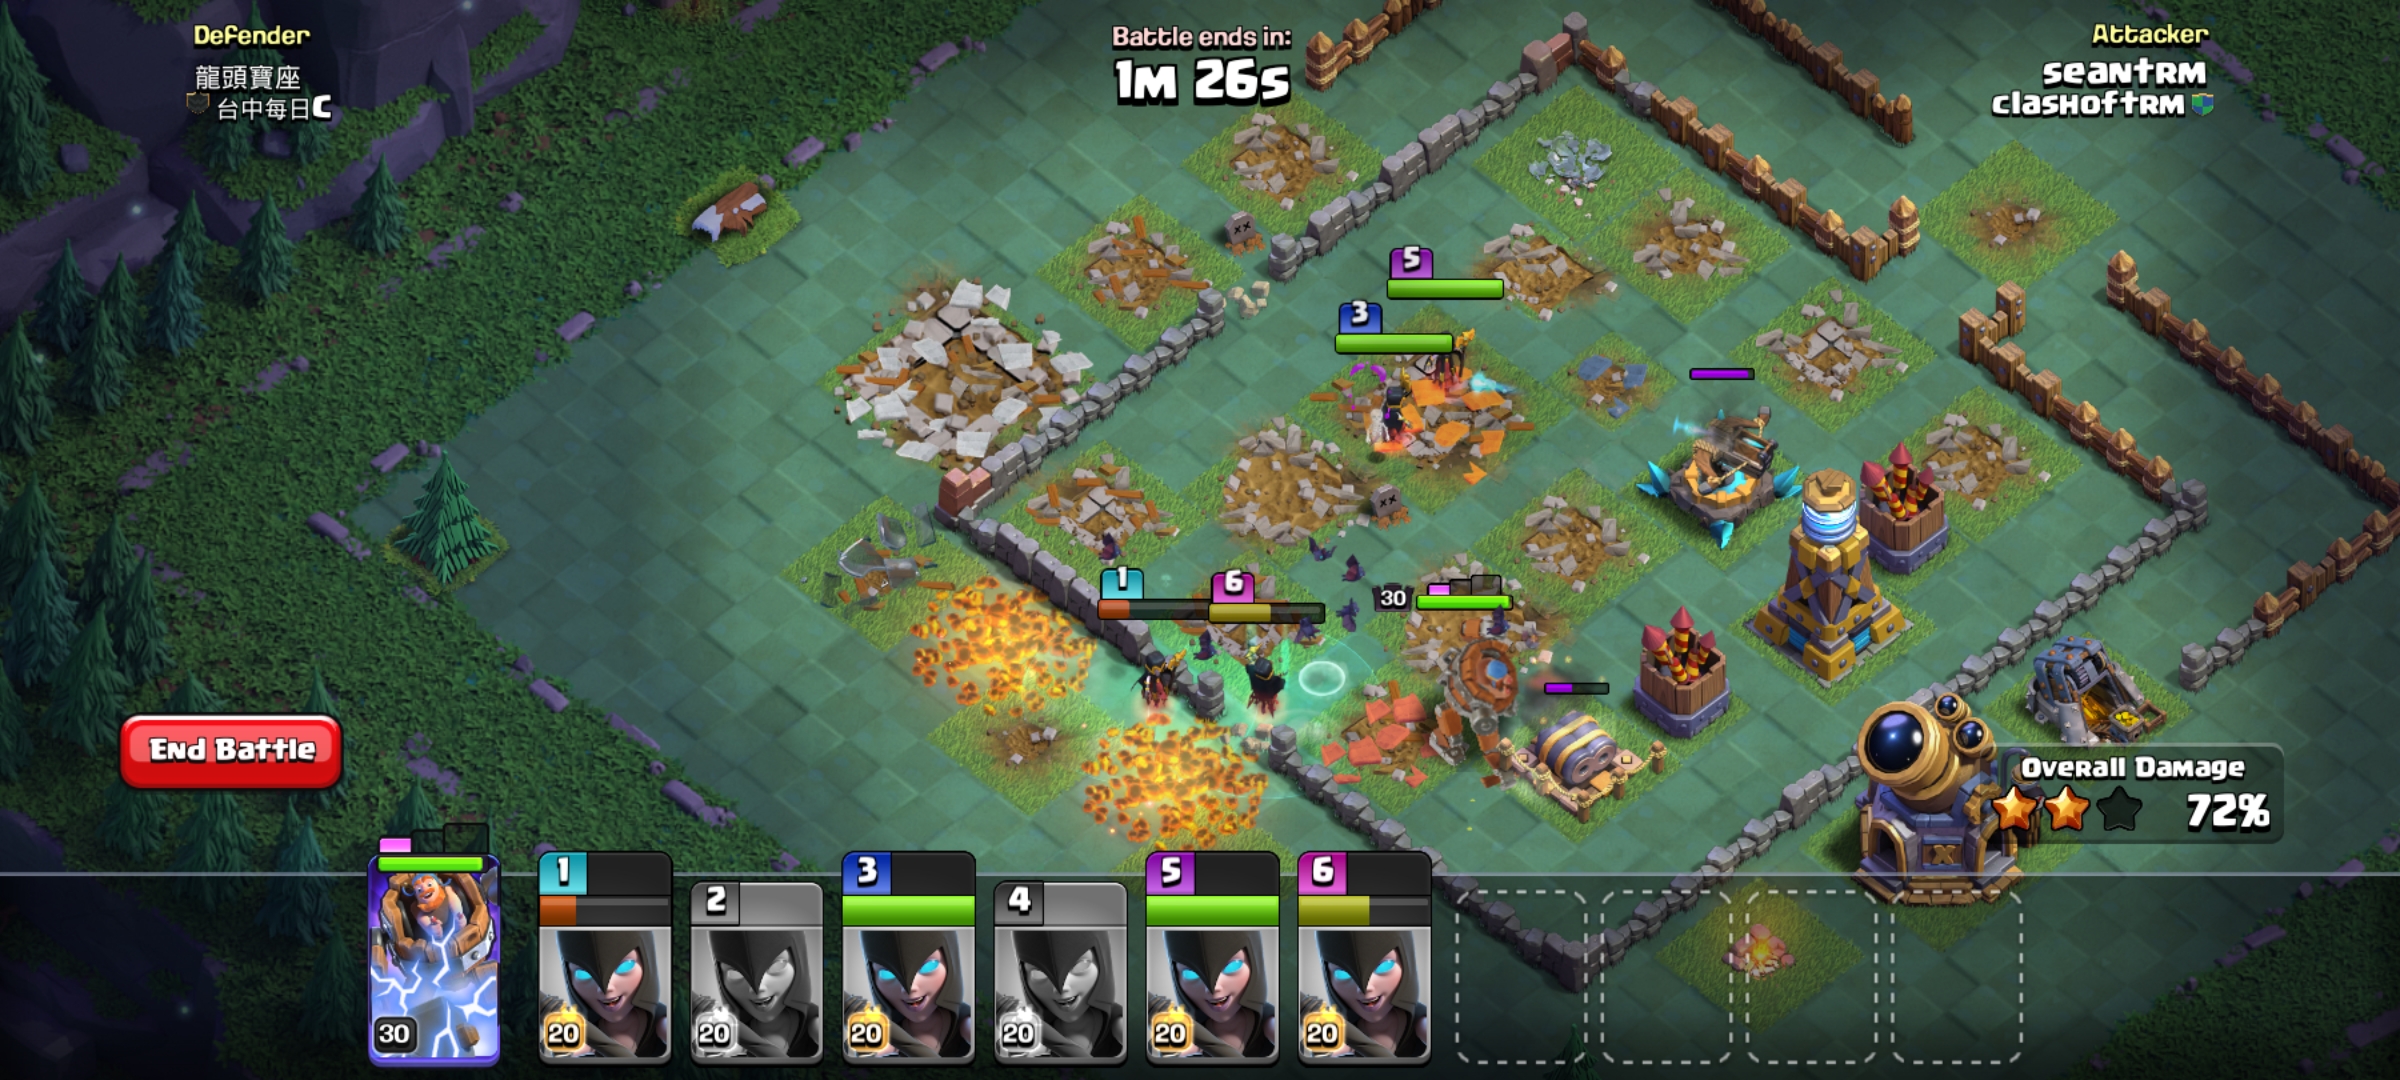 Defender
龍頭寶座
台中每日C
Battle ends in:
1M 26s
Attacker
seantRM
clashoftRM
5
3
1
6
30
End Battle
Overall Damage
72%
30
1
20
2
20
3
20
4
20
5
20
6
20